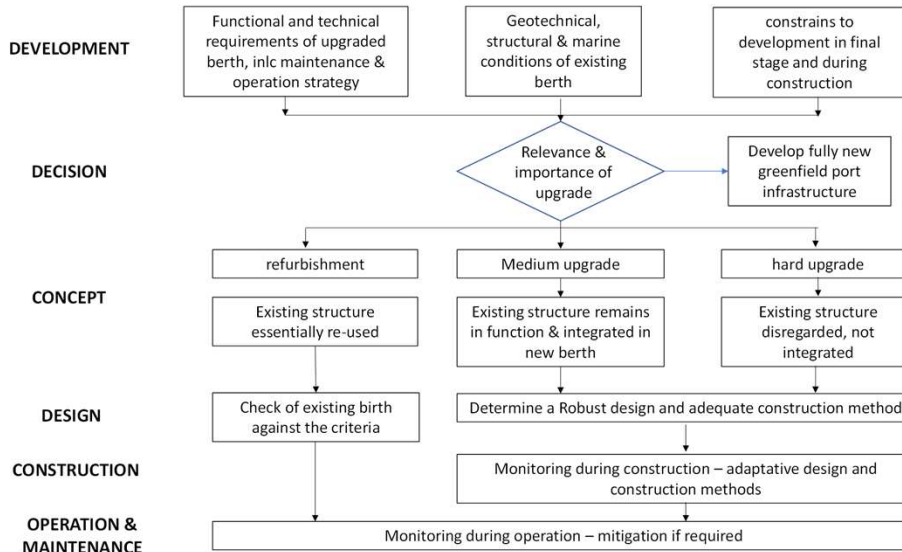 DEVELOPMENT
Functional and technical
requirements of upgraded
berth, inlc maintenance &
operation strategy
Geotechnical,
structural & marine
conditions of existing
berth
constrains to
development in final
stage and during
construction
DECISION
Relevance &
importance of
upgrade
Develop fully new
greenfield port
infrastructure
CONCEPT
refurbishment
Medium upgrade
hard upgrade
Existing structure
essentially re-used
Existing structure remains
in function & integrated in
new berth
Existing structure
disregarded, not
integrated
DESIGN
Check of existing birth
against the criteria
Determine a Robust design and adequate construction method
CONSTRUCTION
Monitoring during construction – adaptative design and
construction methods
OPERATION &
MAINTENANCE
Monitoring during operation – mitigation if required